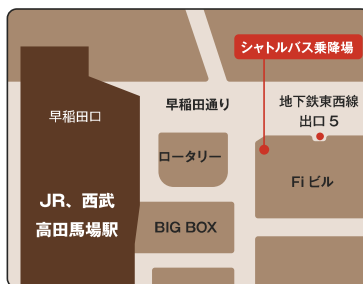 シャトルバス乗降場
早稲田口
早稲田通り
地下鉄東西線
出口5
ロータリー
Fiビル
JR、西武
高田馬場駅
BIG BOX